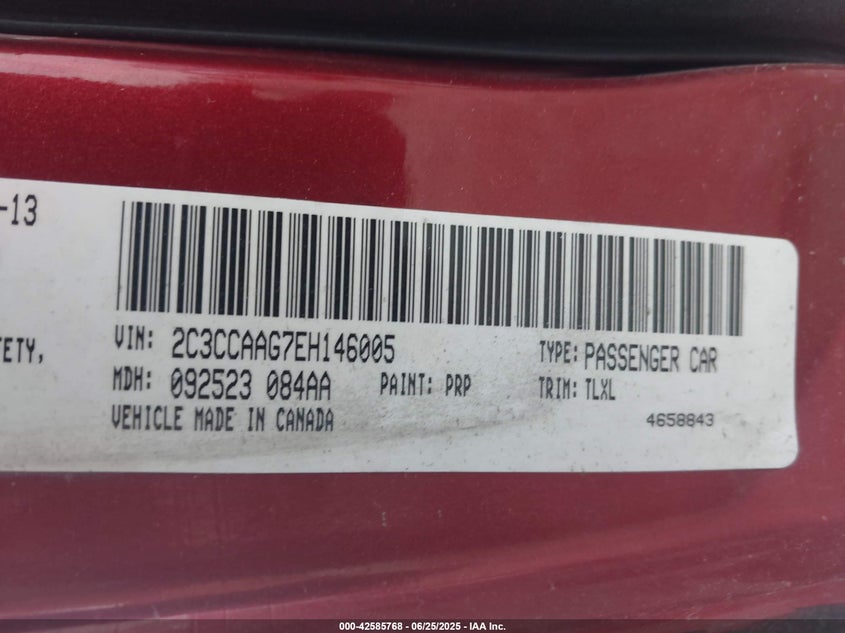 -13
ETY,
VIN: 2C3CCAAG7EH146005 TYPE: PASSENGER CAR
MDH: 092523 084AA PAINT: PRP TRIM: TLXL
VEHICLE MADE IN CANADA 4658843
000-42585768 - 06/25/2025 - IAA Inc.